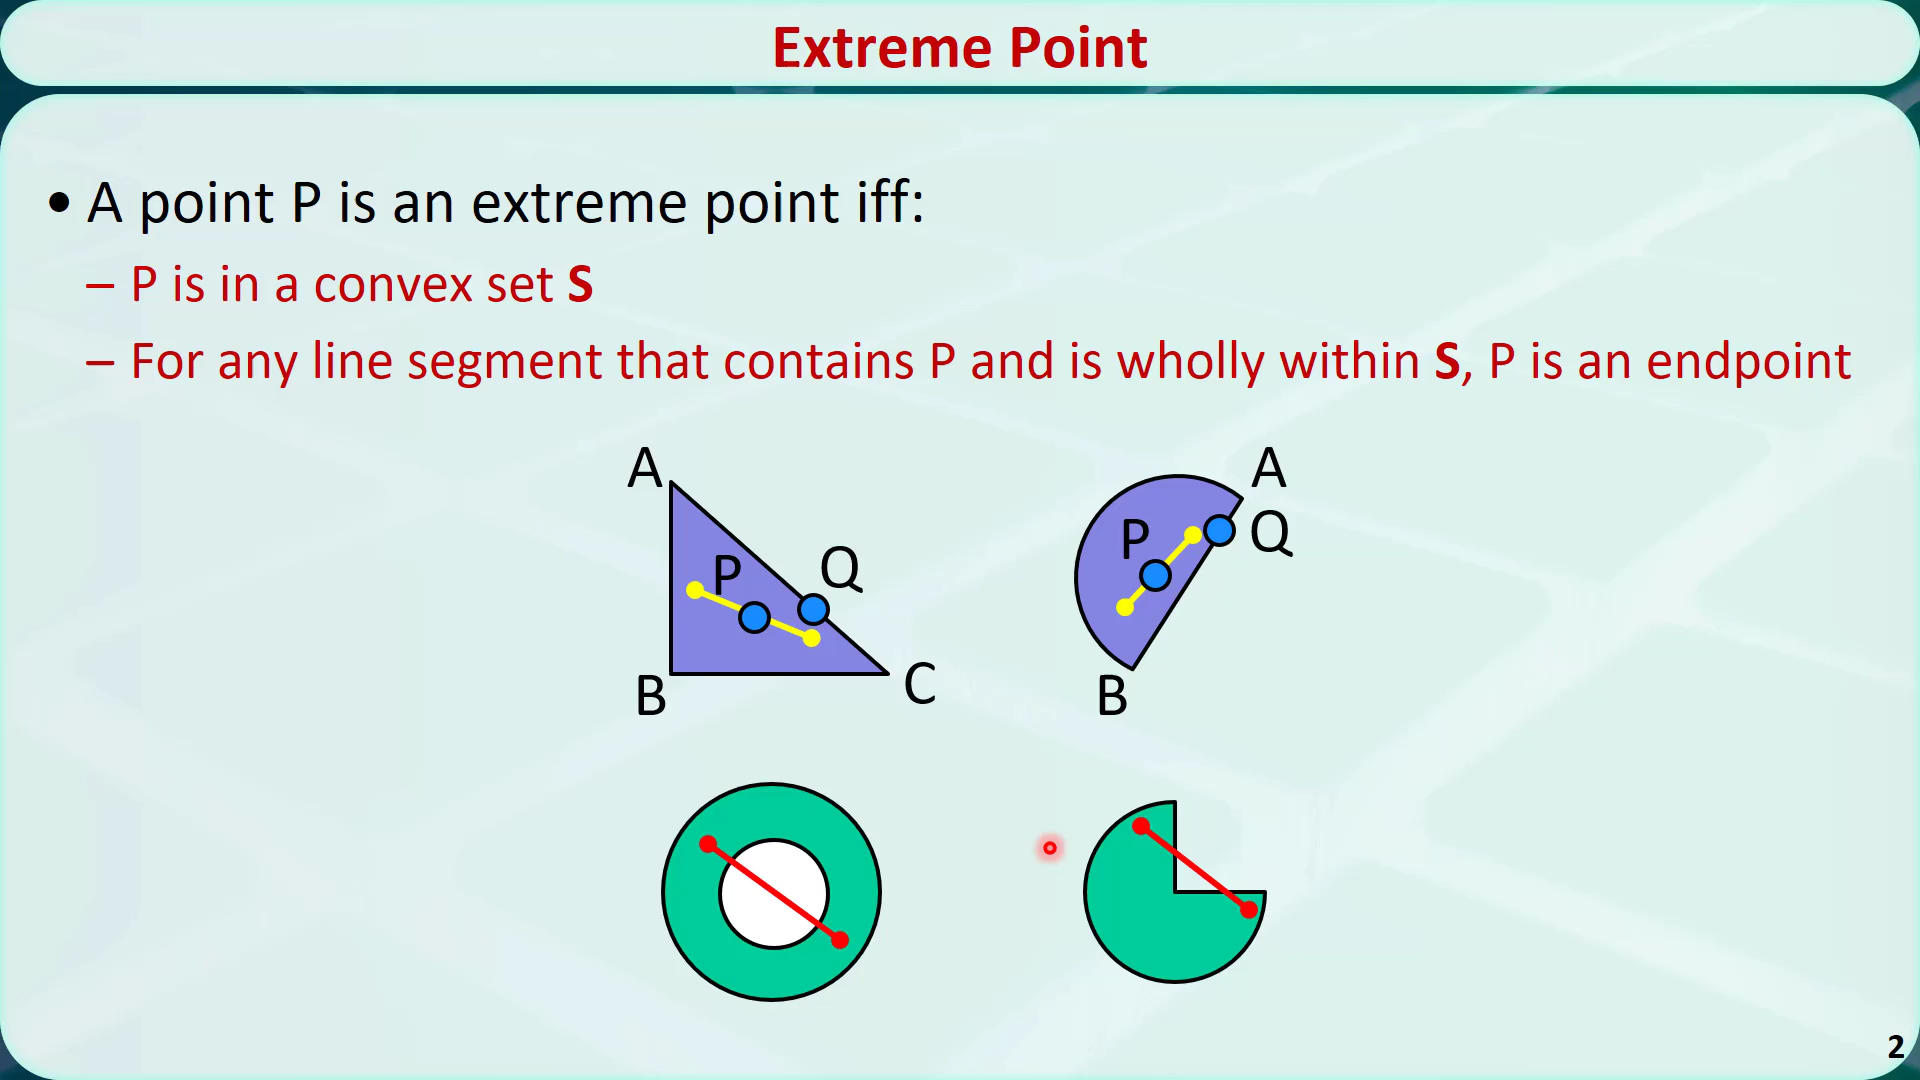 Extreme Point
• A point P is an extreme point iff:
– P is in a convex set S
– For any line segment that contains P and is wholly within S, P is an endpoint
A
P
Q
B
C
A
P
Q
B
2